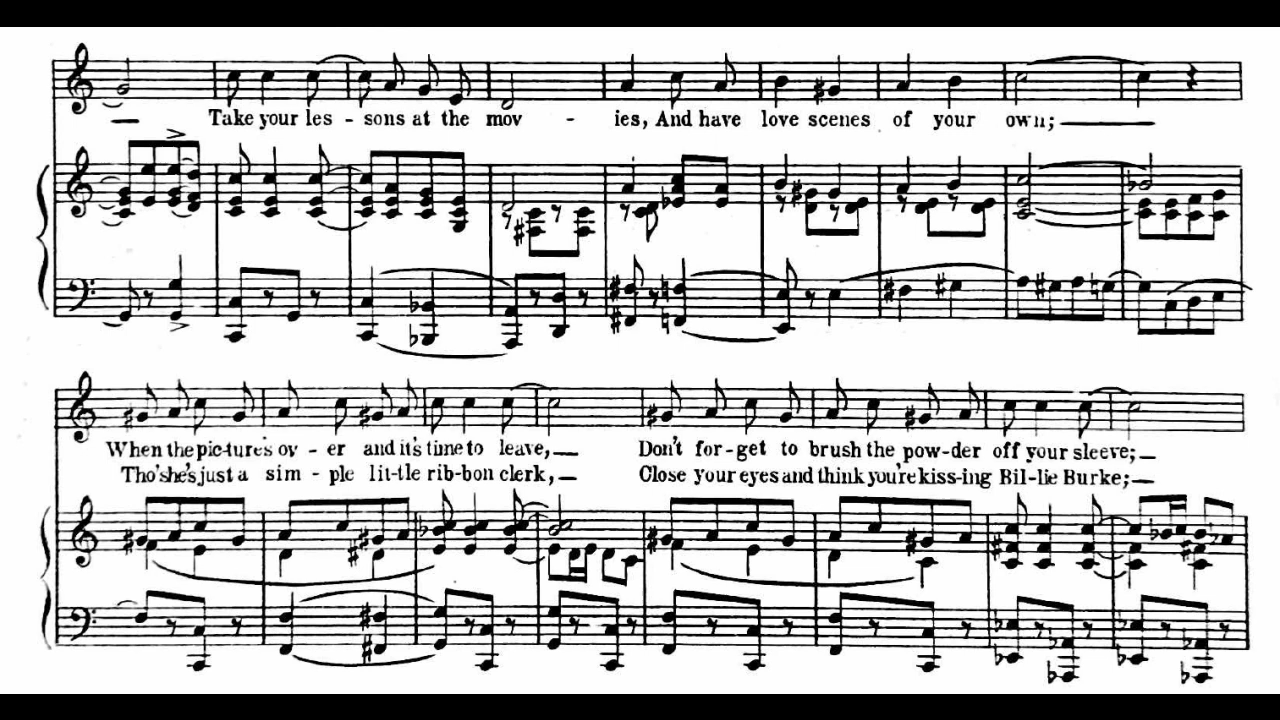 Take your les - sons at the mov - ies, And have love scenes of your own;
When the pic-ture's ov - er and it's time to leave, Don't for-get to brush the pow-der off your sleeve;
Tho' she's just a sim - ple lit-tle rib-bon clerk, Close your eyes and think you're kiss-ing Bil-lie Burke;